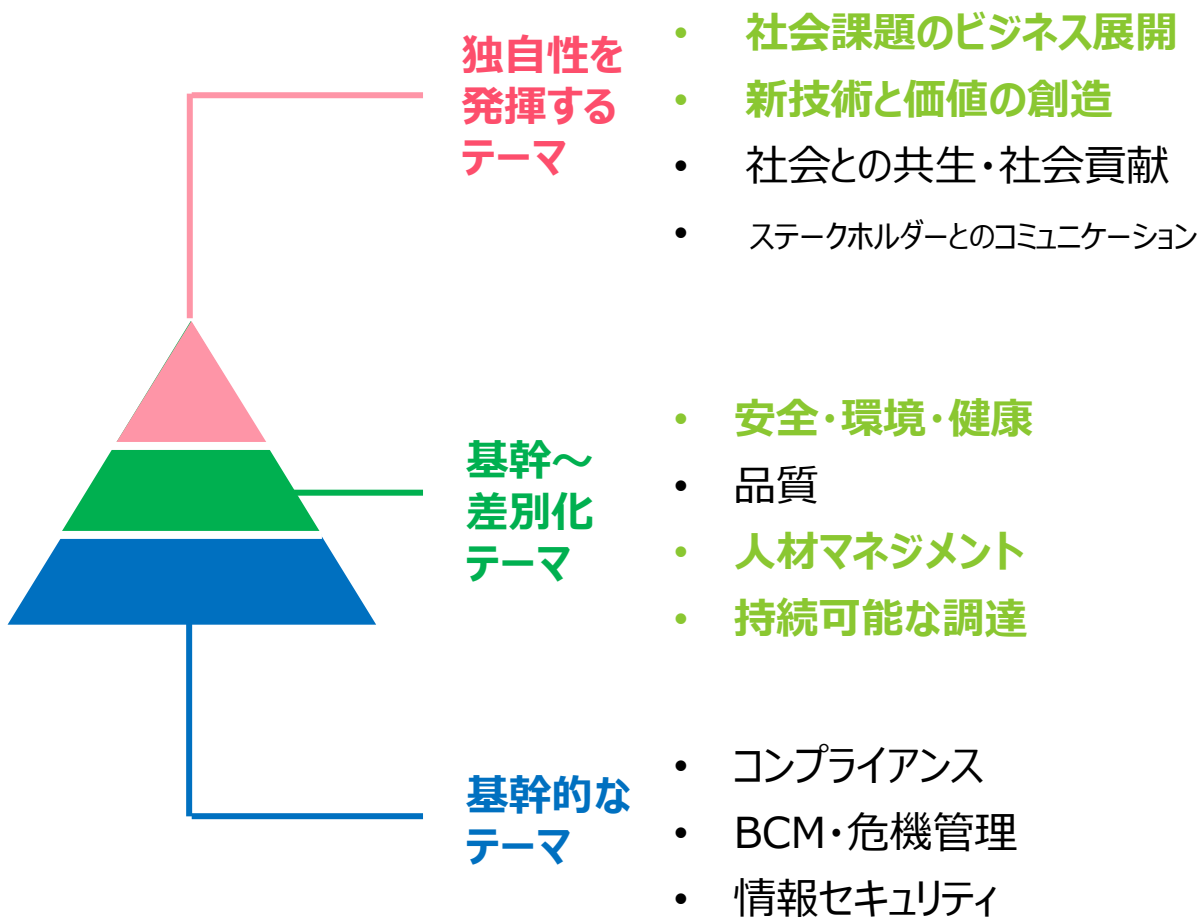 独自性を
発揮する
テーマ
• 社会課題のビジネス展開
• 新技術と価値の創造
• 社会との共生・社会貢献
• ステークホルダーとのコミュニケーション
基幹～
差別化
テーマ
• 安全・環境・健康
• 品質
• 人材マネジメント
• 持続可能な調達
基幹的な
テーマ
• コンプライアンス
• BCM・危機管理
• 情報セキュリティ